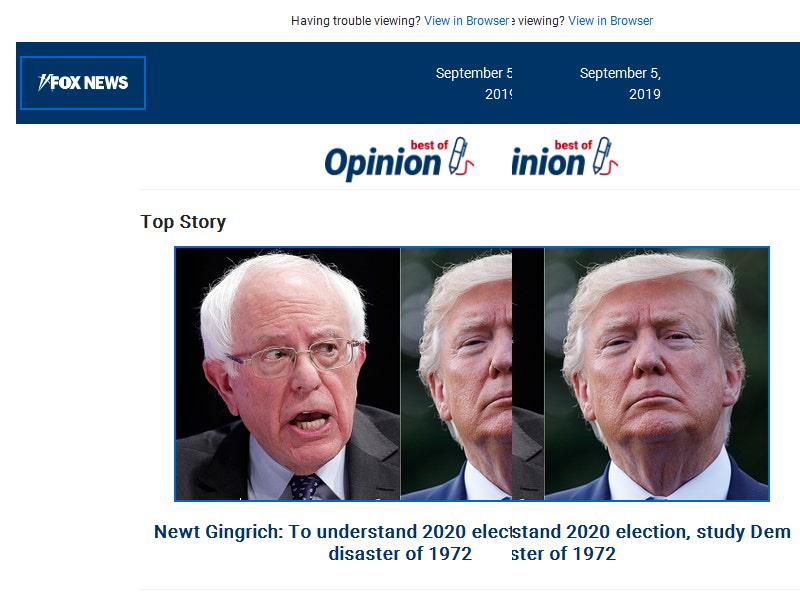 Having trouble viewing? View in Browser e viewing? View in Browser
FOX NEWS
September 5 September 5,
2019 2019
best of best of
Opinion inion
Top Story
Newt Gingrich: To understand 2020 elec stand 2020 election, study Dem
disaster of 1972 ster of 1972